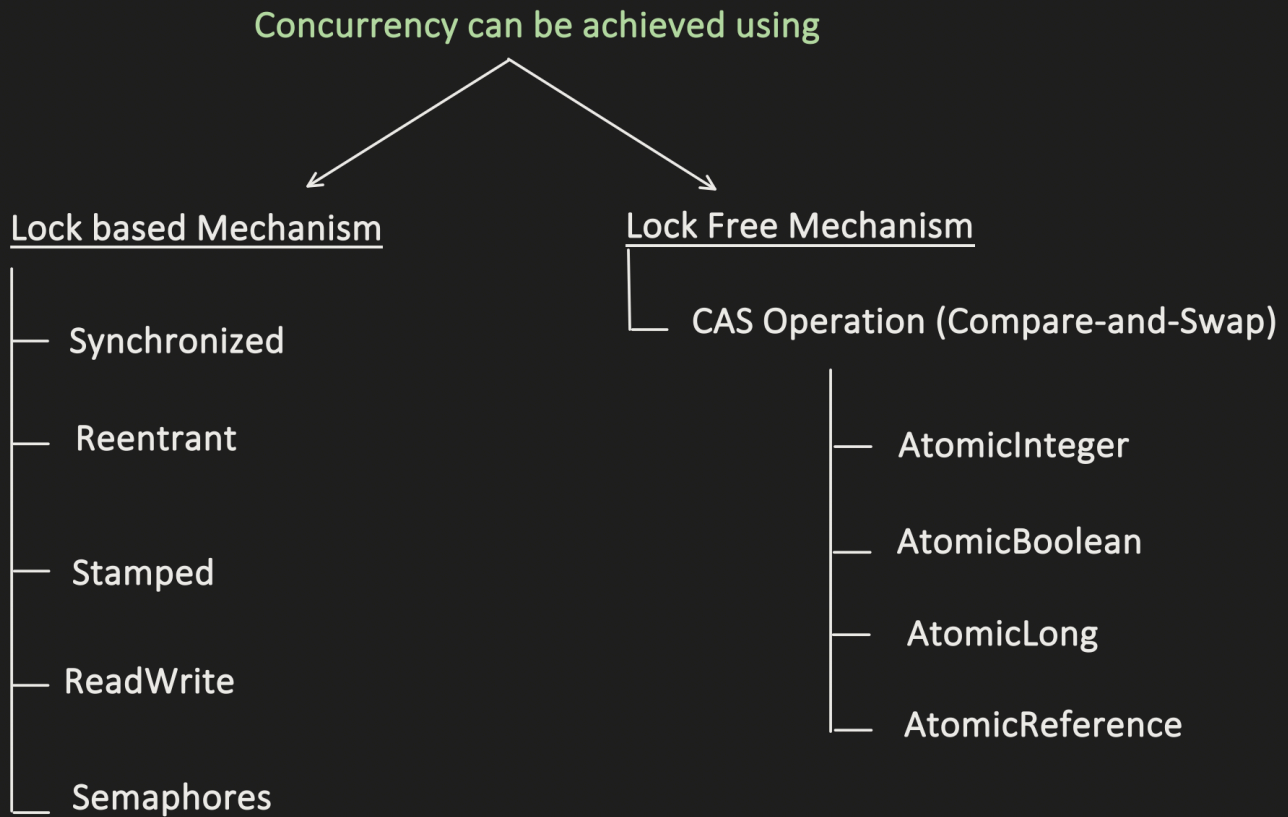 Concurrency can be achieved using
Lock based Mechanism
Synchronized
Reentrant
Stamped
ReadWrite
Semaphores
Lock Free Mechanism
CAS Operation (Compare-and-Swap)
AtomicInteger
AtomicBoolean
AtomicLong
AtomicReference